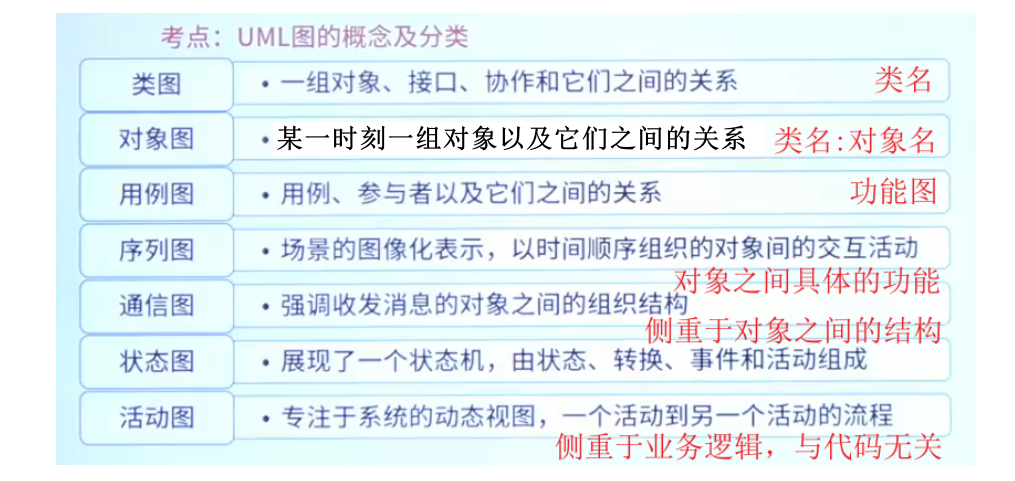 考点：UML图的概念及分类
类图 • 一组对象、接口、协作和它们之间的关系 类名
对象图 • 某一时刻一组对象以及它们之间的关系 类名:对象名
用例图 • 用例、参与者以及它们之间的关系 功能图
序列图 • 场景的图像化表示，以时间顺序组织的对象间的交互活动
对象之间具体的功能
通信图 • 强调收发消息的对象之间的组织结构
侧重于对象之间的结构
状态图 • 展现了一个状态机，由状态、转换、事件和活动组成
活动图 • 专注于系统的动态视图，一个活动到另一个活动的流程
侧重于业务逻辑，与代码无关